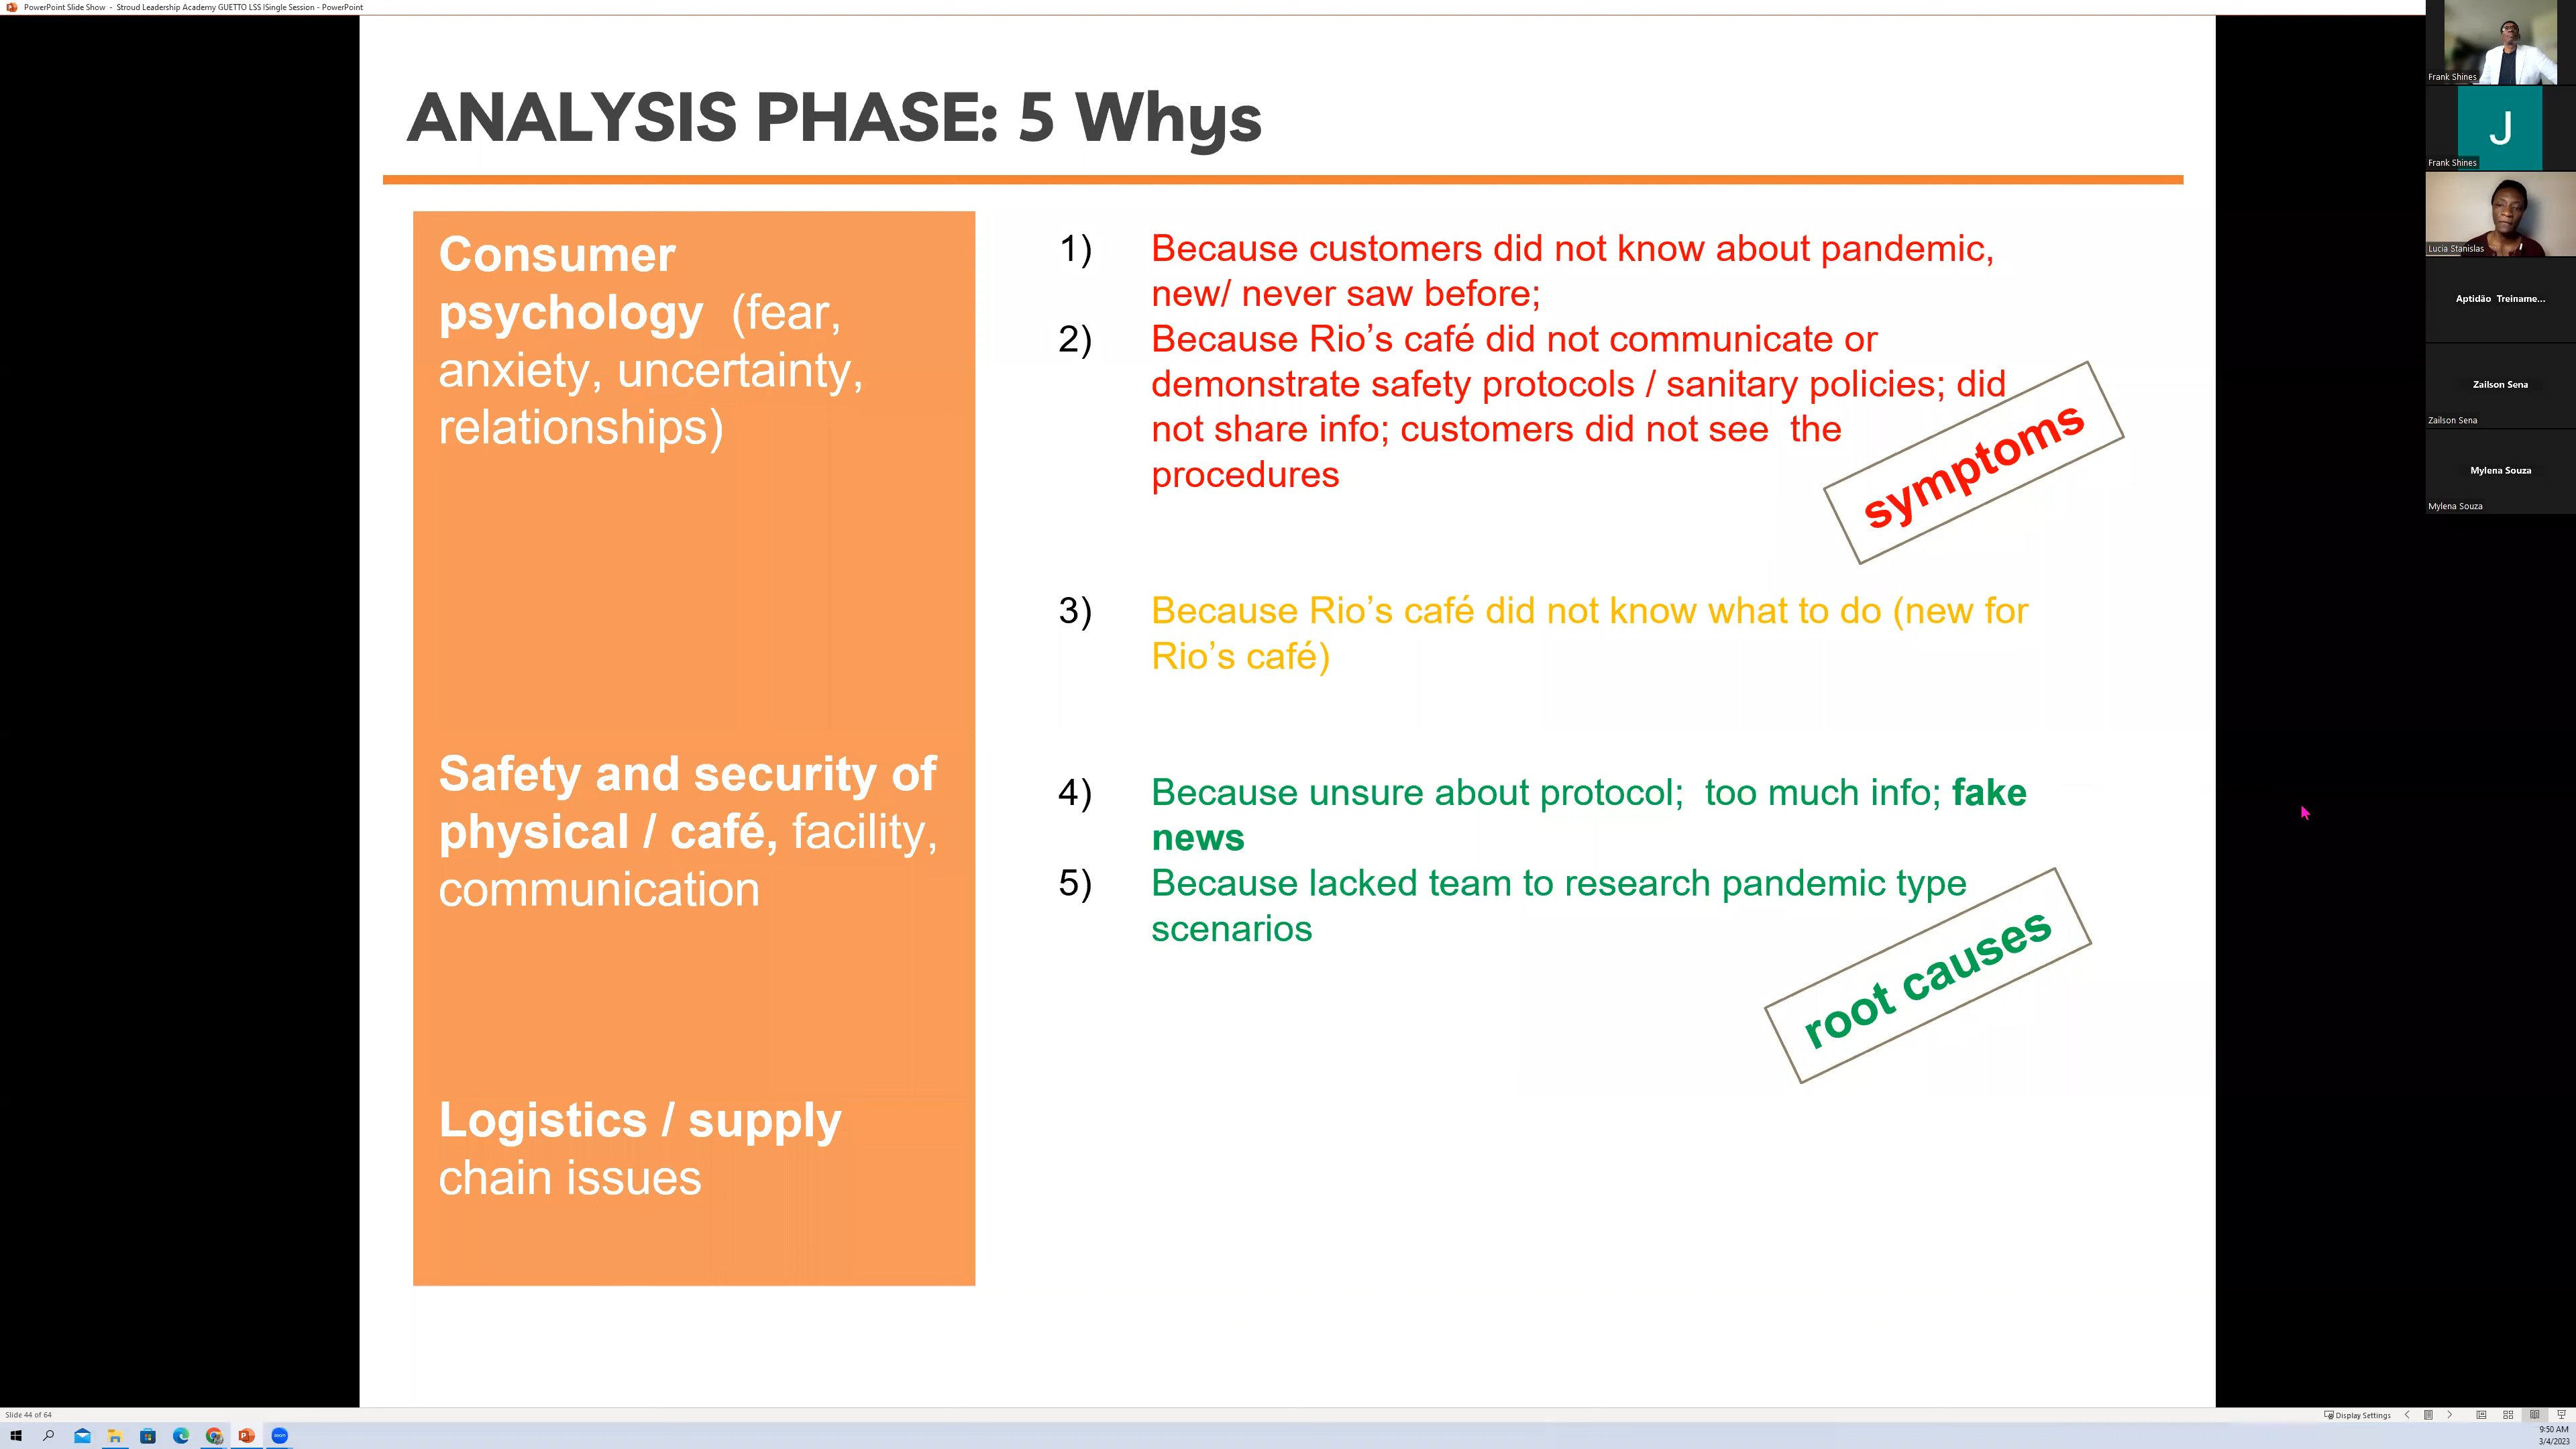 PowerPoint Slide Show - Stroud Leadership Academy GUETTO LSS ISingle Session - PowerPoint
ANALYSIS PHASE: 5 Whys
Consumer
psychology (fear,
anxiety, uncertainty,
relationships)
Safety and security of
physical / café, facility,
communication
Logistics / supply
chain issues
1) Because customers did not know about pandemic,
new/ never saw before;
2) Because Rio’s café did not communicate or
demonstrate safety protocols / sanitary policies; did
not share info; customers did not see the
procedures
symptoms
3) Because Rio’s café did not know what to do (new for
Rio’s café)
4) Because unsure about protocol; too much info; fake
news
5) Because lacked team to research pandemic type
scenarios
root causes
Frank Shines
J
Frank Shines
Lucia Stanislas
Aptidão Treiname...
Zailson Sena
Zailson Sena
Mylena Souza
Mylena Souza
Slide 44 of 64
Display Settings
zoom
9:50 AM
3/4/2023